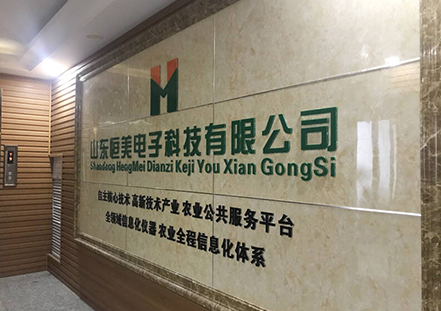 山东恒美电子科技有限公司
Shandong HengMei Dianzi Keji You Xian GongSi
自主核心技术 高新技术产业 农业公共服务平台
全领域信息化仪器 农业全程信息化体系